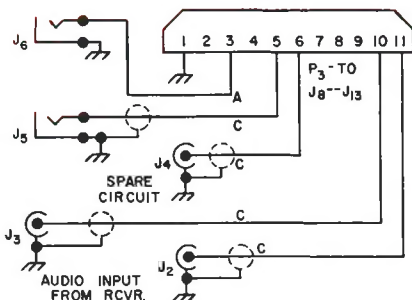 J6
1 2 3 4 5 6 7 8 9 10 11
P3 - TO
J8 -- J13
A
J5
C
J4
C
SPARE
CIRCUIT
J3
C
J2
C
AUDIO INPUT
FROM RCVR.